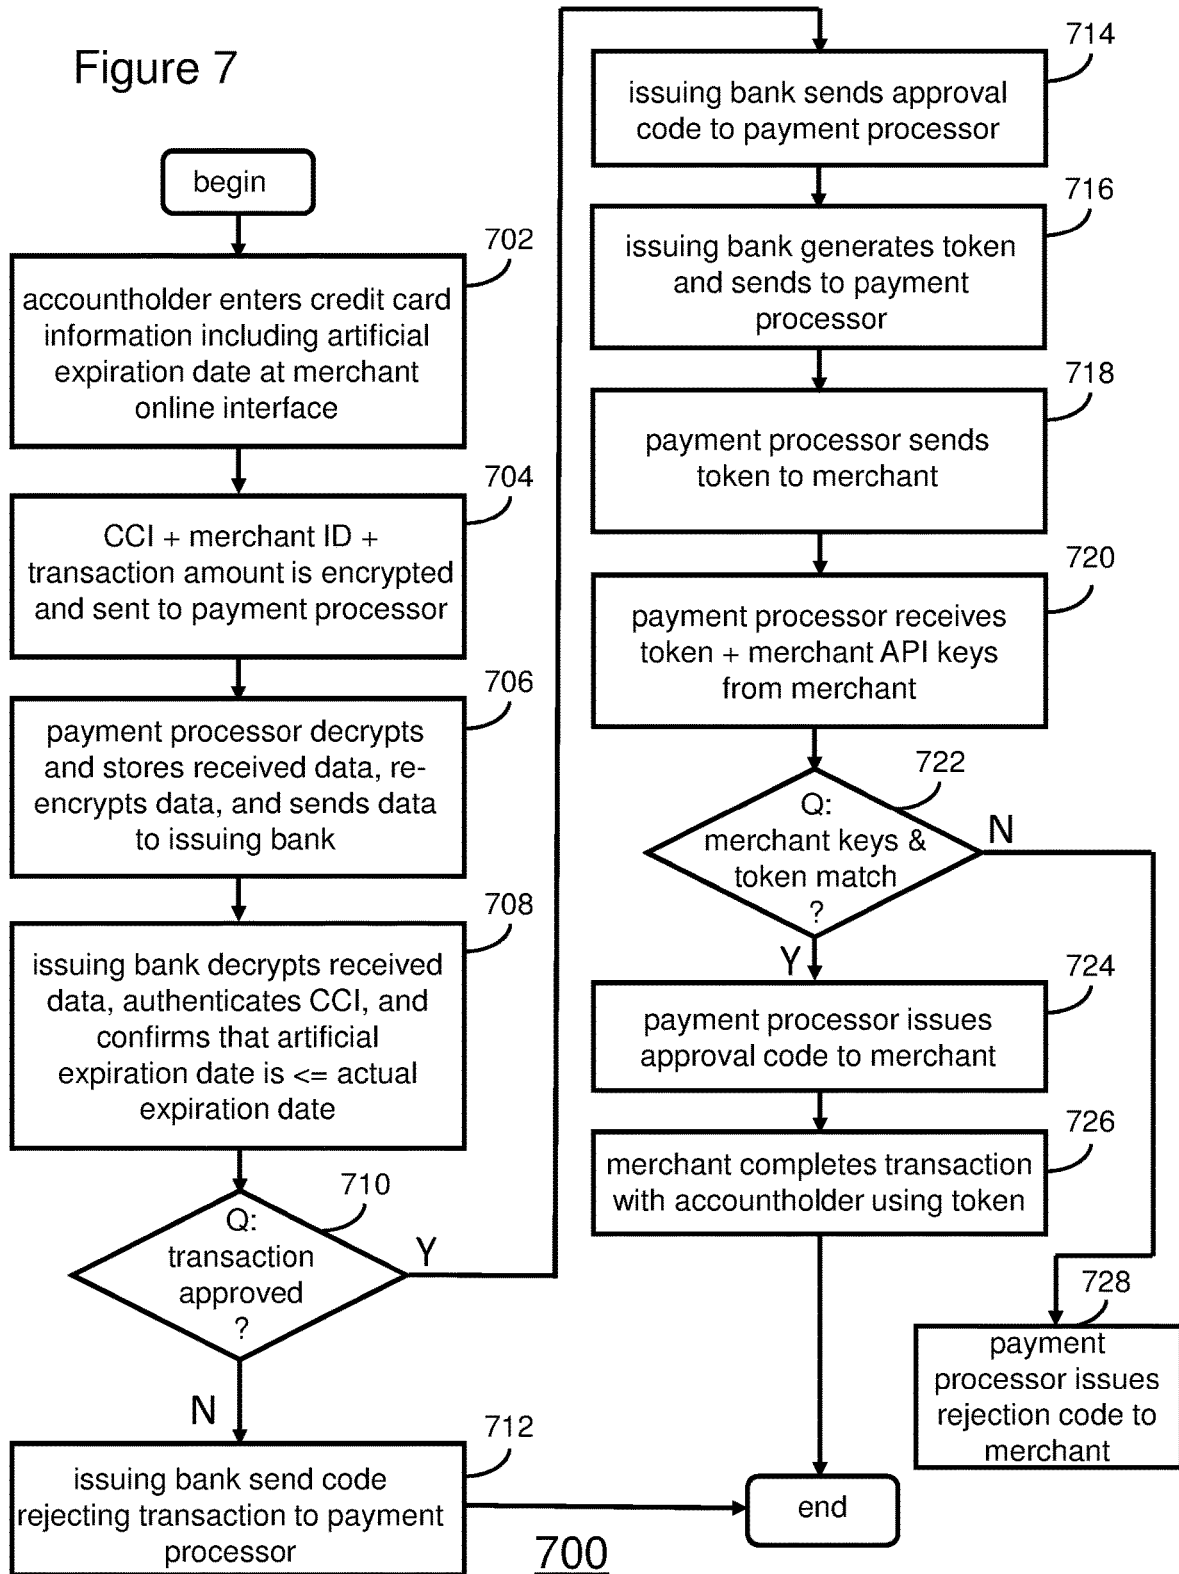 Figure 7
begin
702
accountholder enters credit card
information including artificial
expiration date at merchant
online interface
704
CCI + merchant ID +
transaction amount is encrypted
and sent to payment processor
706
payment processor decrypts
and stores received data, re-
encrypts data, and sends data
to issuing bank
708
issuing bank decrypts received
data, authenticates CCI, and
confirms that artificial
expiration date is <= actual
expiration date
710
Q:
transaction
approved
?
Y
N
712
issuing bank send code
rejecting transaction to payment
processor
714
issuing bank sends approval
code to payment processor
716
issuing bank generates token
and sends to payment
processor
718
payment processor sends
token to merchant
720
payment processor receives
token + merchant API keys
from merchant
722
Q:
merchant keys &
token match
?
N
Y
724
payment processor issues
approval code to merchant
726
merchant completes transaction
with accountholder using token
728
payment
processor issues
rejection code to
merchant
end
700